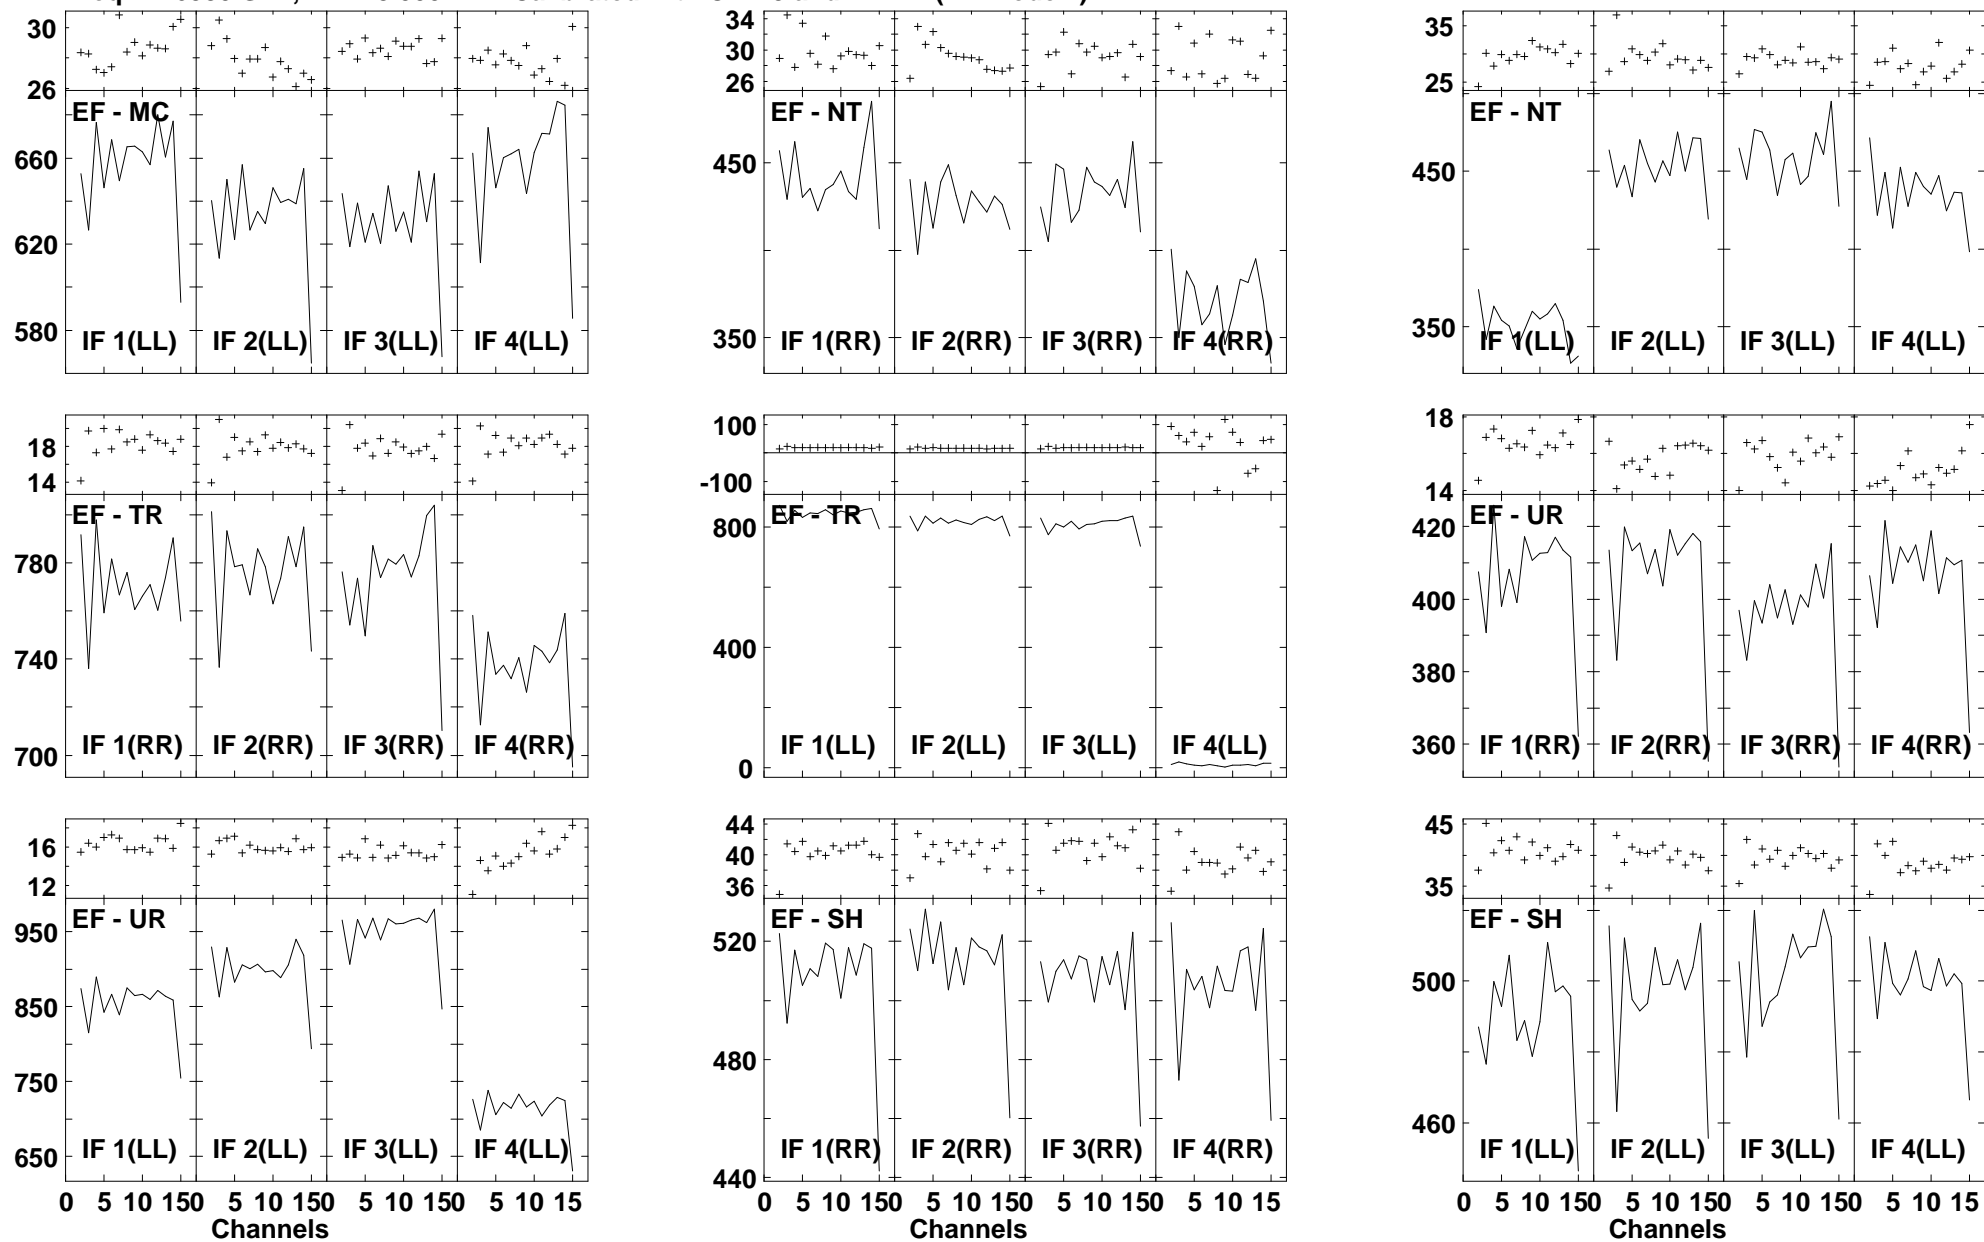 30
26
EF - MC
660
620
580
IF 1(LL) IF 2(LL) IF 3(LL) IF 4(LL)
34
30
26
EF - NT
450
350
IF 1(RR) IF 2(RR) IF 3(RR) IF 4(RR)
35
25
EF - NT
450
350
IF 1(LL) IF 2(LL) IF 3(LL) IF 4(LL)
18
14
EF - TR
780
740
700
IF 1(RR) IF 2(RR) IF 3(RR) IF 4(RR)
100
-100
EF - TR
800
400
0
IF 1(LL) IF 2(LL) IF 3(LL) IF 4(LL)
18
14
EF - UR
420
400
380
360
IF 1(RR) IF 2(RR) IF 3(RR) IF 4(RR)
16
12
EF - UR
950
850
750
650
IF 1(LL) IF 2(LL) IF 3(LL) IF 4(LL)
0 5 10 150 5 10 150 5 10 150 5 10 15
Channels
44
40
36
EF - SH
520
480
440
IF 1(RR) IF 2(RR) IF 3(RR) IF 4(RR)
0 5 10 150 5 10 150 5 10 150 5 10 15
Channels
45
35
EF - SH
500
460
IF 1(LL) IF 2(LL) IF 3(LL) IF 4(LL)
0 5 10 150 5 10 150 5 10 150 5 10 15
Channels